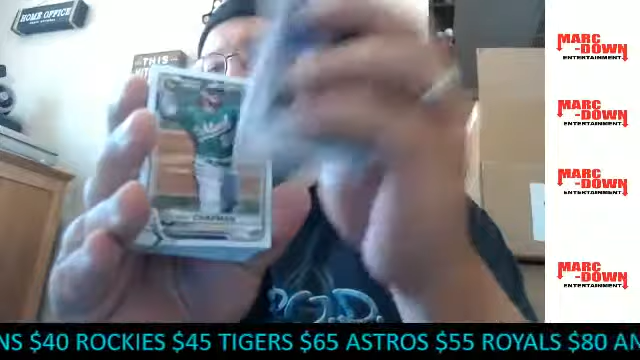 HOME OFFICE
THIS
CHAPMAN
MARC
-DOWN
ENTERTAINMENT
MARC
-DOWN
ENTERTAINMENT
MARC
-DOWN
ENTERTAINMENT
MARC
-DOWN
ENTERTAINMENT
NS $40 ROCKIES $45 TIGERS $65 ASTROS $55 ROYALS $80 AN